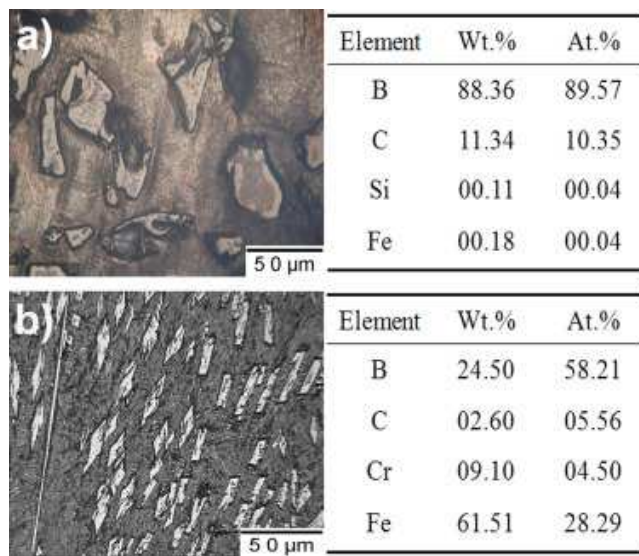 a)
50 µm
Element Wt.% At.%
B 88.36 89.57
C 11.34 10.35
Si 00.11 00.04
Fe 00.18 00.04
b)
50 µm
Element Wt.% At.%
B 24.50 58.21
C 02.60 05.56
Cr 09.10 04.50
Fe 61.51 28.29